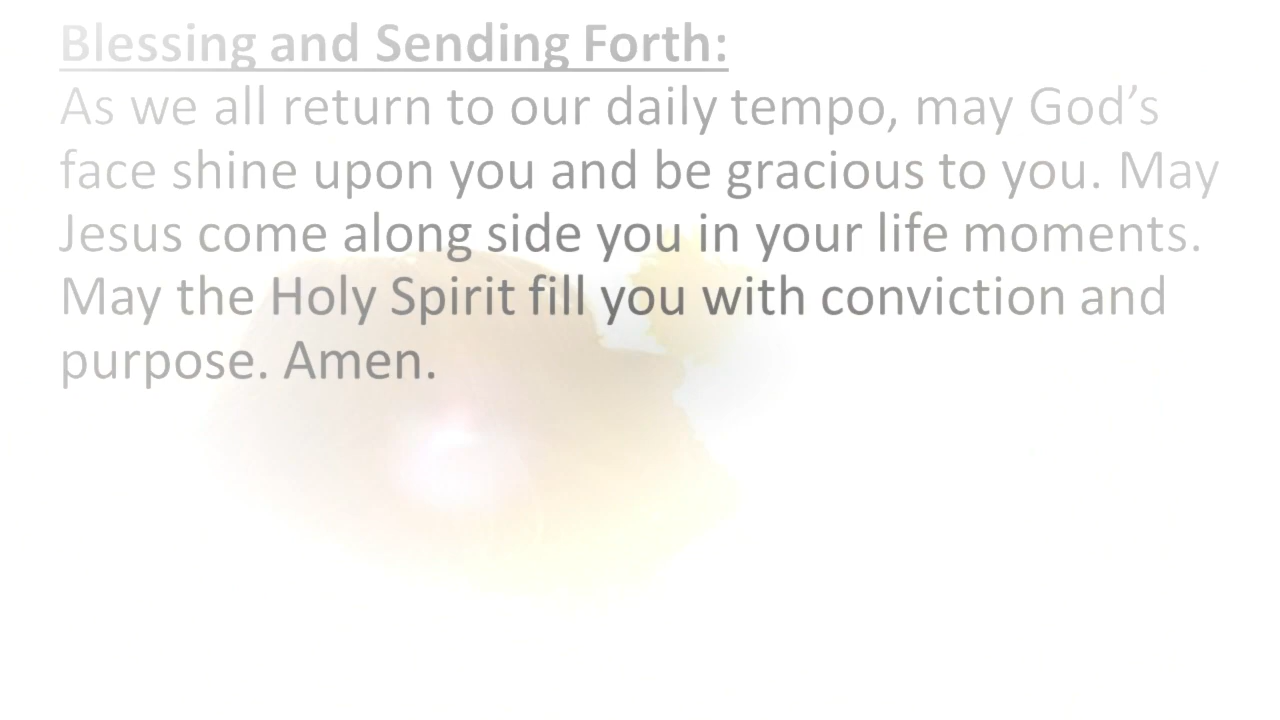 Blessing and Sending Forth:
As we all return to our daily tempo, may God’s
face shine upon you and be gracious to you. May
Jesus come along side you in your life moments.
May the Holy Spirit fill you with conviction and
purpose. Amen.